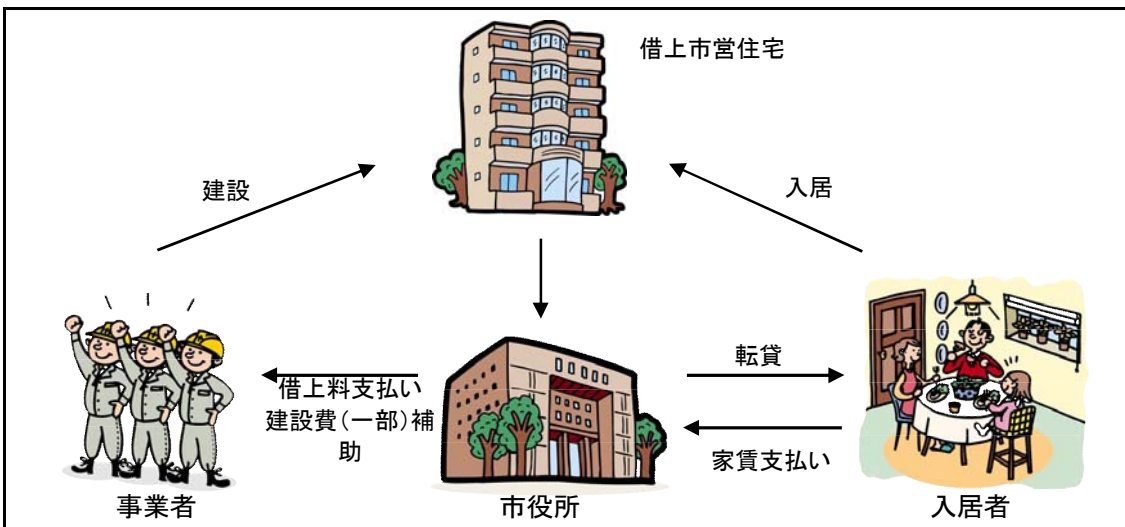 借上市営住宅
建設
入居
転貸
借上料支払い
建設費(一部)補
助
家賃支払い
事業者
市役所
入居者